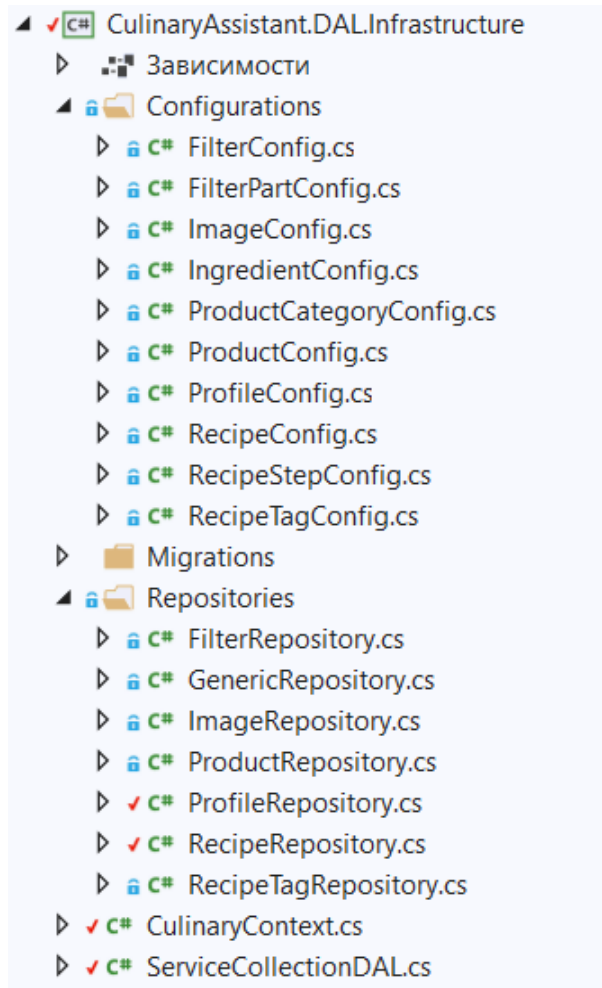 C# CulinaryAssistant.DAL.Infrastructure
Зависимости
Configurations
C# FilterConfig.cs
C# FilterPartConfig.cs
C# ImageConfig.cs
C# IngredientConfig.cs
C# ProductCategoryConfig.cs
C# ProductConfig.cs
C# ProfileConfig.cs
C# RecipeConfig.cs
C# RecipeStepConfig.cs
C# RecipeTagConfig.cs
Migrations
Repositories
C# FilterRepository.cs
C# GenericRepository.cs
C# ImageRepository.cs
C# ProductRepository.cs
C# ProfileRepository.cs
C# RecipeRepository.cs
C# RecipeTagRepository.cs
C# CulinaryContext.cs
C# ServiceCollectionDAL.cs